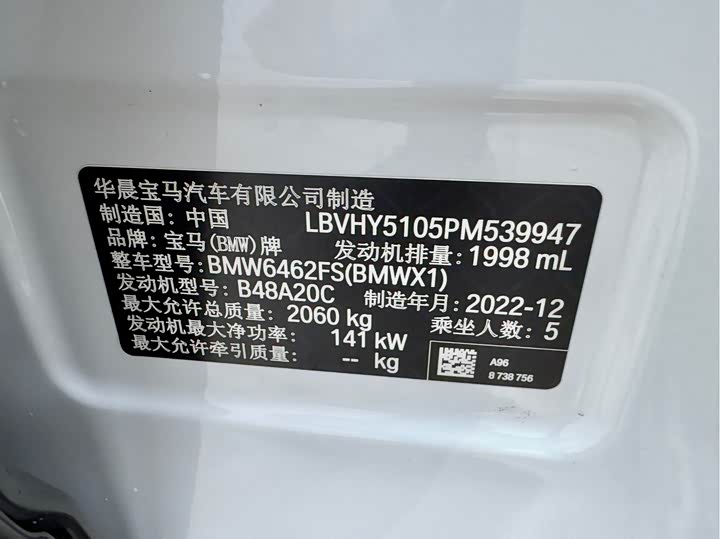 华晨宝马汽车有限公司制造
制造国: 中国 LBVHY5105PM539947
品牌: 宝马(BMW)牌 发动机排量: 1998 mL
整车型号: BMW6462FS(BMWX1)
发动机型号: B48A20C 制造年月: 2022-12
最大允许总质量: 2060 kg 乘坐人数: 5
发动机最大净功率: 141 kW
最大允许牵引质量: -- kg
A96
8 738 756